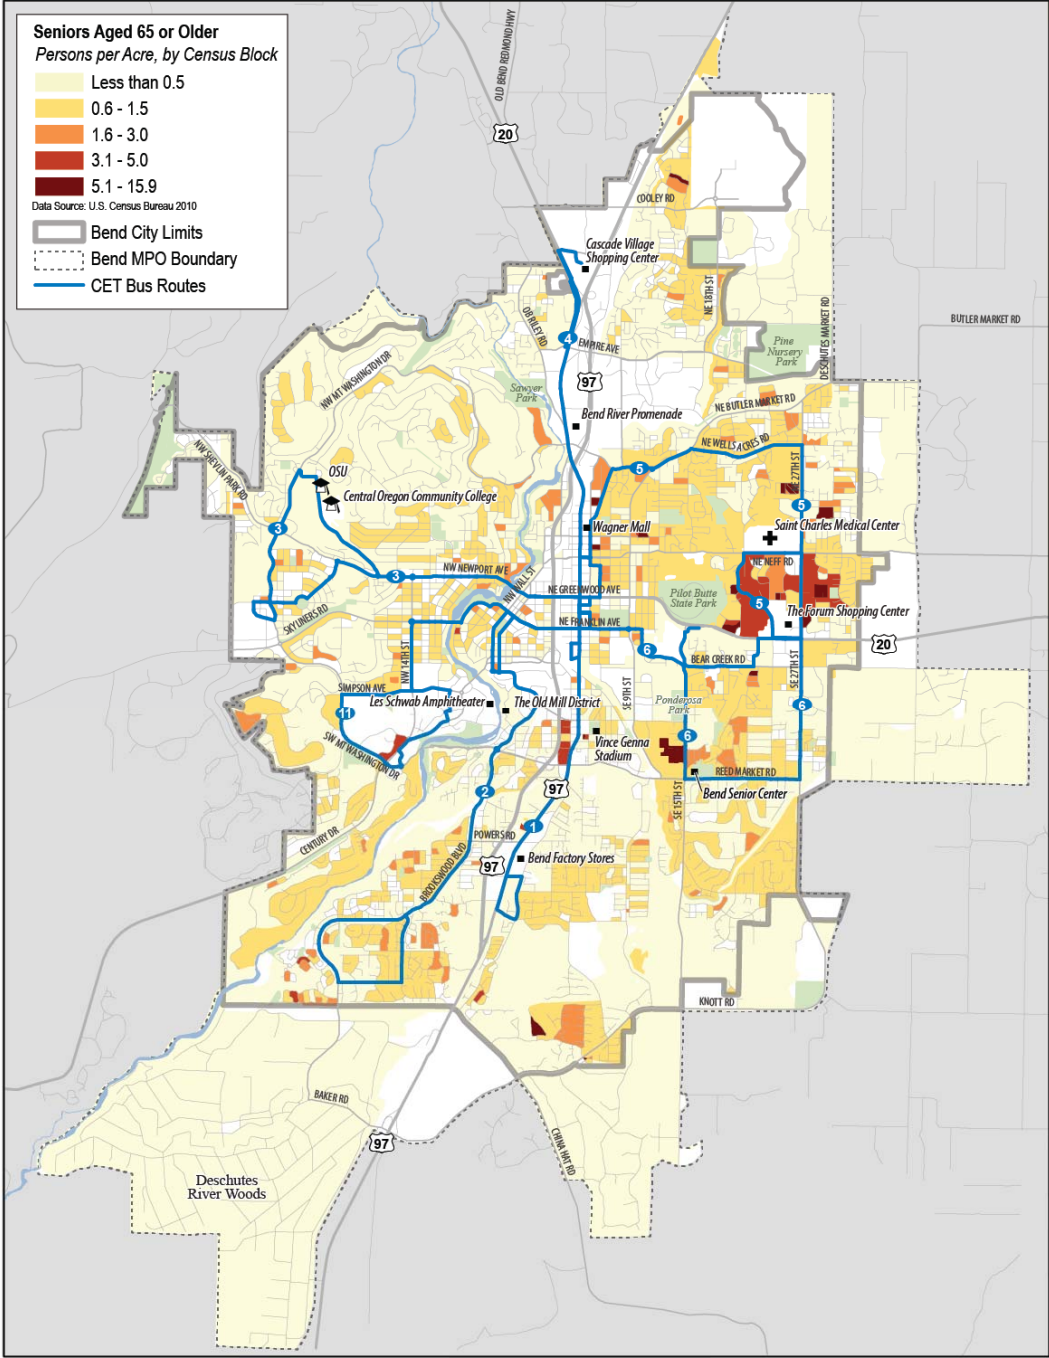 Seniors Aged 65 or Older
Persons per Acre, by Census Block
Less than 0.5
0.6 - 1.5
1.6 - 3.0
3.1 - 5.0
5.1 - 15.9
Data Source: U.S. Census Bureau 2010
Bend City Limits
Bend MPO Boundary
CET Bus Routes
OLD BEND REDMOND HWY
20
COOLEY RD
Cascade Village
Shopping Center
NE 18TH ST
DESCHUTES MARKET RD
BUTLER MARKET RD
OB RILEY RD
4
EMPIRE AVE
Pine
Nursery
Park
NW MT WASHINGTON DR
97
Sawyer
Park
NE BUTLER MARKET RD
Bend River Promenade
NW SHEVLIN PARK RD
NE WELLS ACRES RD
5
OSU
Central Oregon Community College
5
3
Wagner Mall
Saint Charles Medical Center
NW NEWPORT AVE
3
NW WALL ST
NE NEFF RD
NE GREENWOOD AVE
Pilot Butte
State Park
5
The Forum Shopping Center
SKYLINERS RD
NE FRANKLIN AVE
20
NW 14TH ST
6
BEAR CREEK RD
SE 27TH ST
SIMPSON AVE
SE 9TH ST
Les Schwab Amphitheater
The Old Mill District
Ponderosa
Park
6
11
6
SW MT WASHINGTON DR
Vince Genna
Stadium
REED MARKET RD
2
97
Bend Senior Center
SE 15TH ST
CENTURY DR
POWERS RD
1
BROOKSWOOD BLVD
97
Bend Factory Stores
KNOTT RD
BAKER RD
97
CHINA HAT RD
Deschutes
River Woods